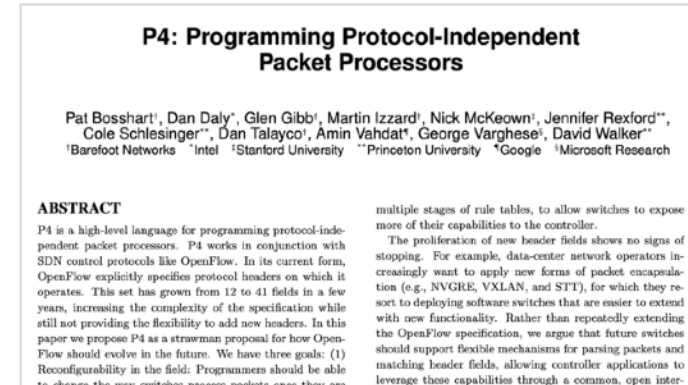 P4: Programming Protocol-Independent
Packet Processors
Pat Bosshart†, Dan Daly*, Glen Gibb†, Martin Izzard†, Nick McKeown‡, Jennifer Rexford**,
Cole Schlesinger**, Dan Talayco†, Amin Vahdat¶, George Varghese§, David Walker**
†Barefoot Networks *Intel ‡Stanford University **Princeton University ¶Google §Microsoft Research
ABSTRACT
P4 is a high-level language for programming protocol-inde-
pendent packet processors. P4 works in conjunction with
SDN control protocols like OpenFlow. In its current form,
OpenFlow explicitly specifies protocol headers on which it
operates. This set has grown from 12 to 41 fields in a few
years, increasing the complexity of the specification while
still not providing the flexibility to add new headers. In this
paper we propose P4 as a strawman proposal for how Open-
Flow should evolve in the future. We have three goals: (1)
Reconfigurability in the field: Programmers should be able
to change the way switches process packets once they are
multiple stages of rule tables, to allow switches to expose
more of their capabilities to the controller.
The proliferation of new header fields shows no signs of
stopping. For example, data-center network operators in-
creasingly want to apply new forms of packet encapsula-
tion (e.g., NVGRE, VXLAN, and STT), for which they re-
sort to deploying software switches that are easier to extend
with new functionality. Rather than repeatedly extending
the OpenFlow specification, we argue that future switches
should support flexible mechanisms for parsing packets and
matching header fields, allowing controller applications to
leverage these capabilities through a common, open inter-